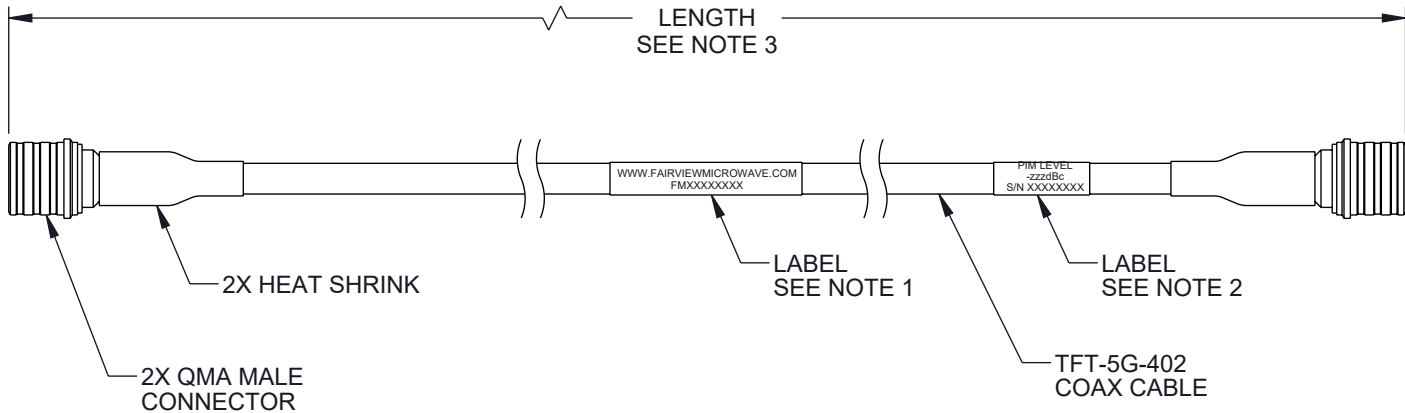 LENGTH
SEE NOTE 3
WWW.FAIRVIEWMICROWAVE.COM
FMXXXXXXXX
PIM LEVEL
-zzzdBc
S/N XXXXXXXX
2X HEAT SHRINK
LABEL
SEE NOTE 1
LABEL
SEE NOTE 2
2X QMA MALE
CONNECTOR
TFT-5G-402
COAX CABLE